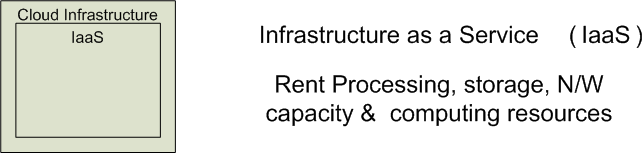 Cloud Infrastructure
IaaS
Infrastructure as a Service (IaaS)
Rent Processing, storage, N/W
capacity & computing resources